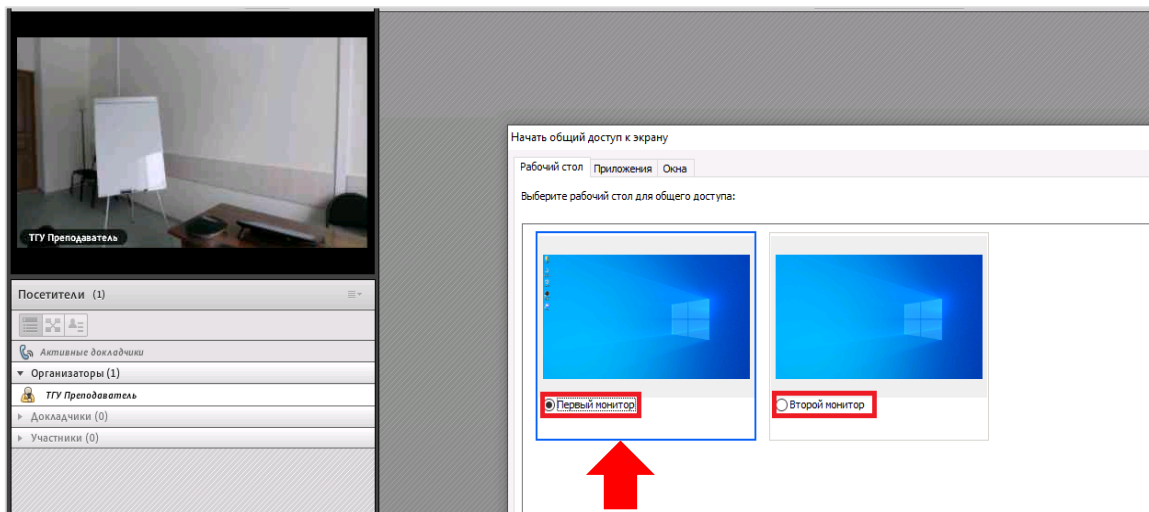 ТГУ Преподаватель
Посетители (1)
Активные докладчики
Организаторы (1)
ТГУ Преподаватель
Докладчики (0)
Участники (0)
Начать общий доступ к экрану
Рабочий стол Приложения Окна
Выберите рабочий стол для общего доступа:
Первый монитор Второй монитор